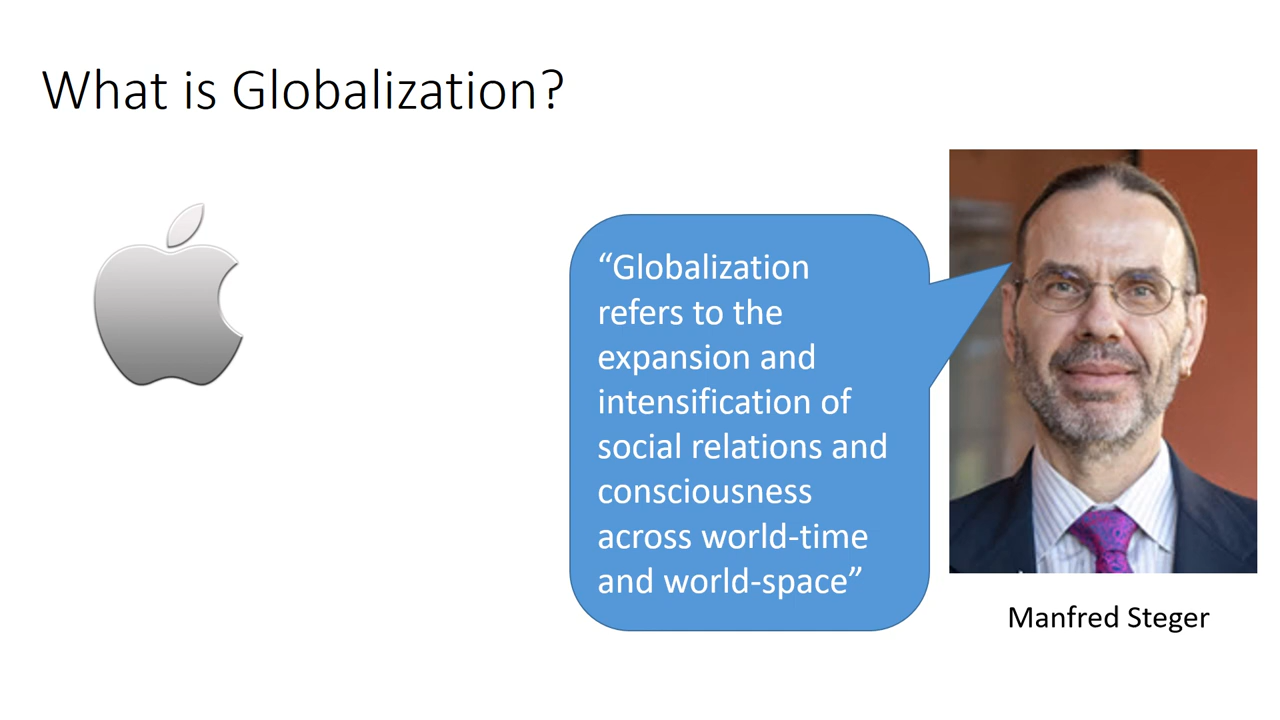 What is Globalization?
“Globalization
refers to the
expansion and
intensification of
social relations and
consciousness
across world-time
and world-space”
Manfred Steger